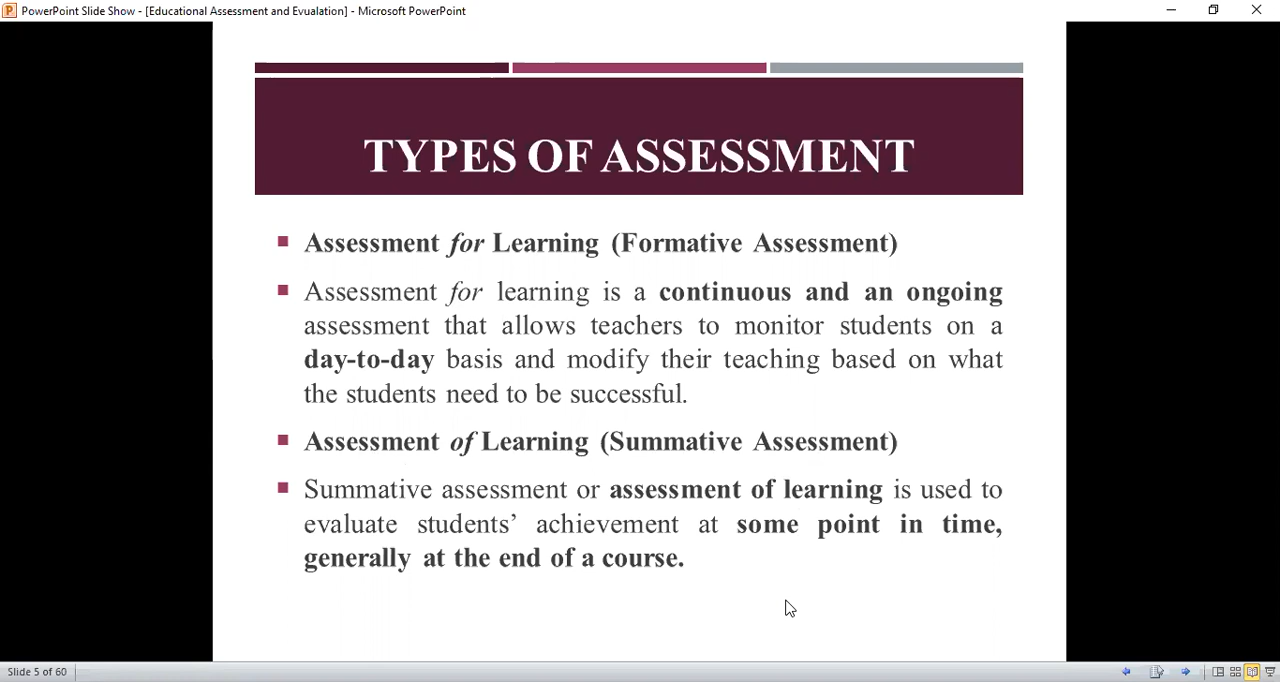 PowerPoint Slide Show - [Educational Assessment and Evualation] - Microsoft PowerPoint
TYPES OF ASSESSMENT
Assessment for Learning (Formative Assessment)
Assessment for learning is a continuous and an ongoing
assessment that allows teachers to monitor students on a
day-to-day basis and modify their teaching based on what
the students need to be successful.
Assessment of Learning (Summative Assessment)
Summative assessment or assessment of learning is used to
evaluate students’ achievement at some point in time,
generally at the end of a course.
Slide 5 of 60